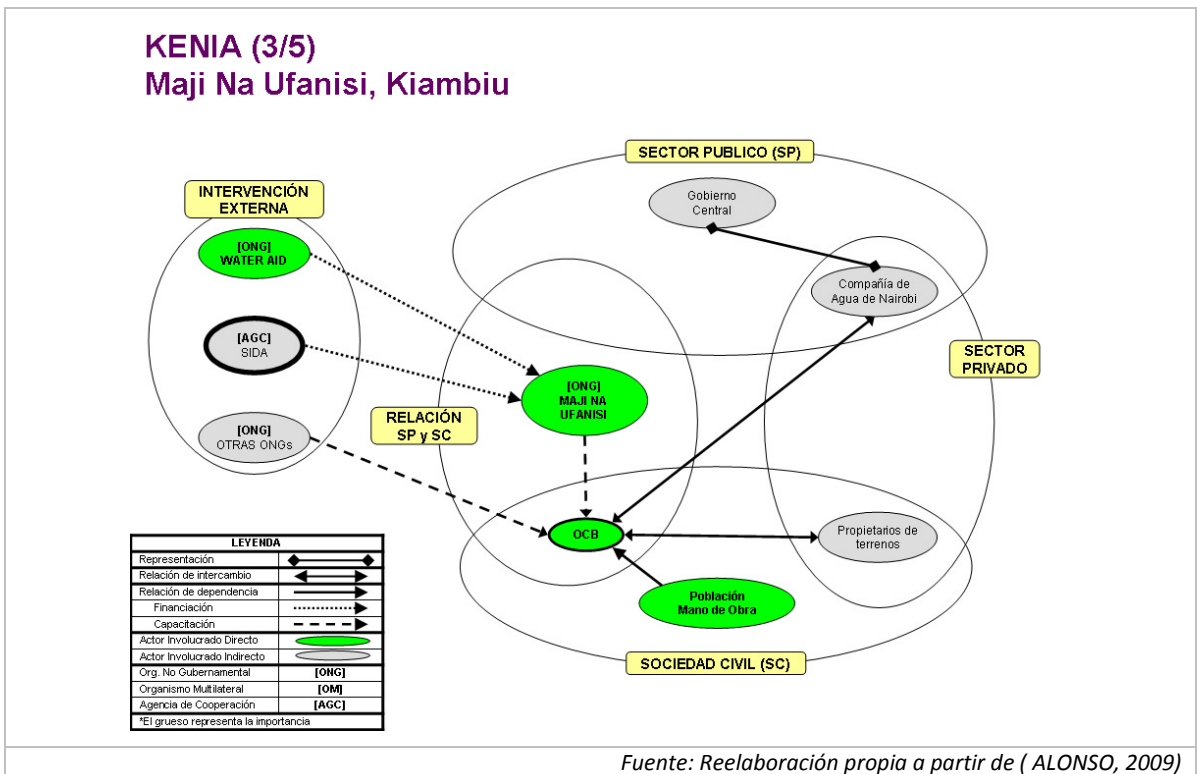 KENIA (3/5)
Maji Na Ufanisi, Kiambiu
SECTOR PUBLICO (SP)
INTERVENCIÓN
EXTERNA
Gobierno
Central
[ONG]
WATER AID
Compañía de
Agua de Nairobi
[AGC]
SIDA
SECTOR
PRIVADO
[ONG]
MAJI NA
UFANISI
RELACIÓN
SP y SC
[ONG]
OTRAS ONGs
OCB
Propietarios de
terrenos
Población
Mano de Obra
SOCIEDAD CIVIL (SC)
LEYENDA
Representación
Relación de intercambio
Relación de dependencia
Financiación
Capacitación
Actor Involucrado Directo
Actor Involucrado Indirecto
Org. No Gubernamental [ONG]
Organismo Multilateral [OM]
Agencia de Cooperación [AGC]
*El grueso representa la importancia
Fuente: Reelaboración propia a partir de ( ALONSO, 2009)